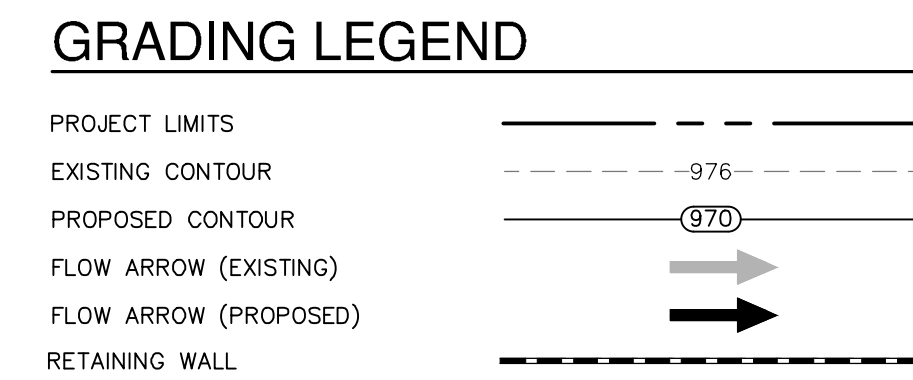 GRADING LEGEND
PROJECT LIMITS
EXISTING CONTOUR 976
PROPOSED CONTOUR 970
FLOW ARROW (EXISTING)
FLOW ARROW (PROPOSED)
RETAINING WALL